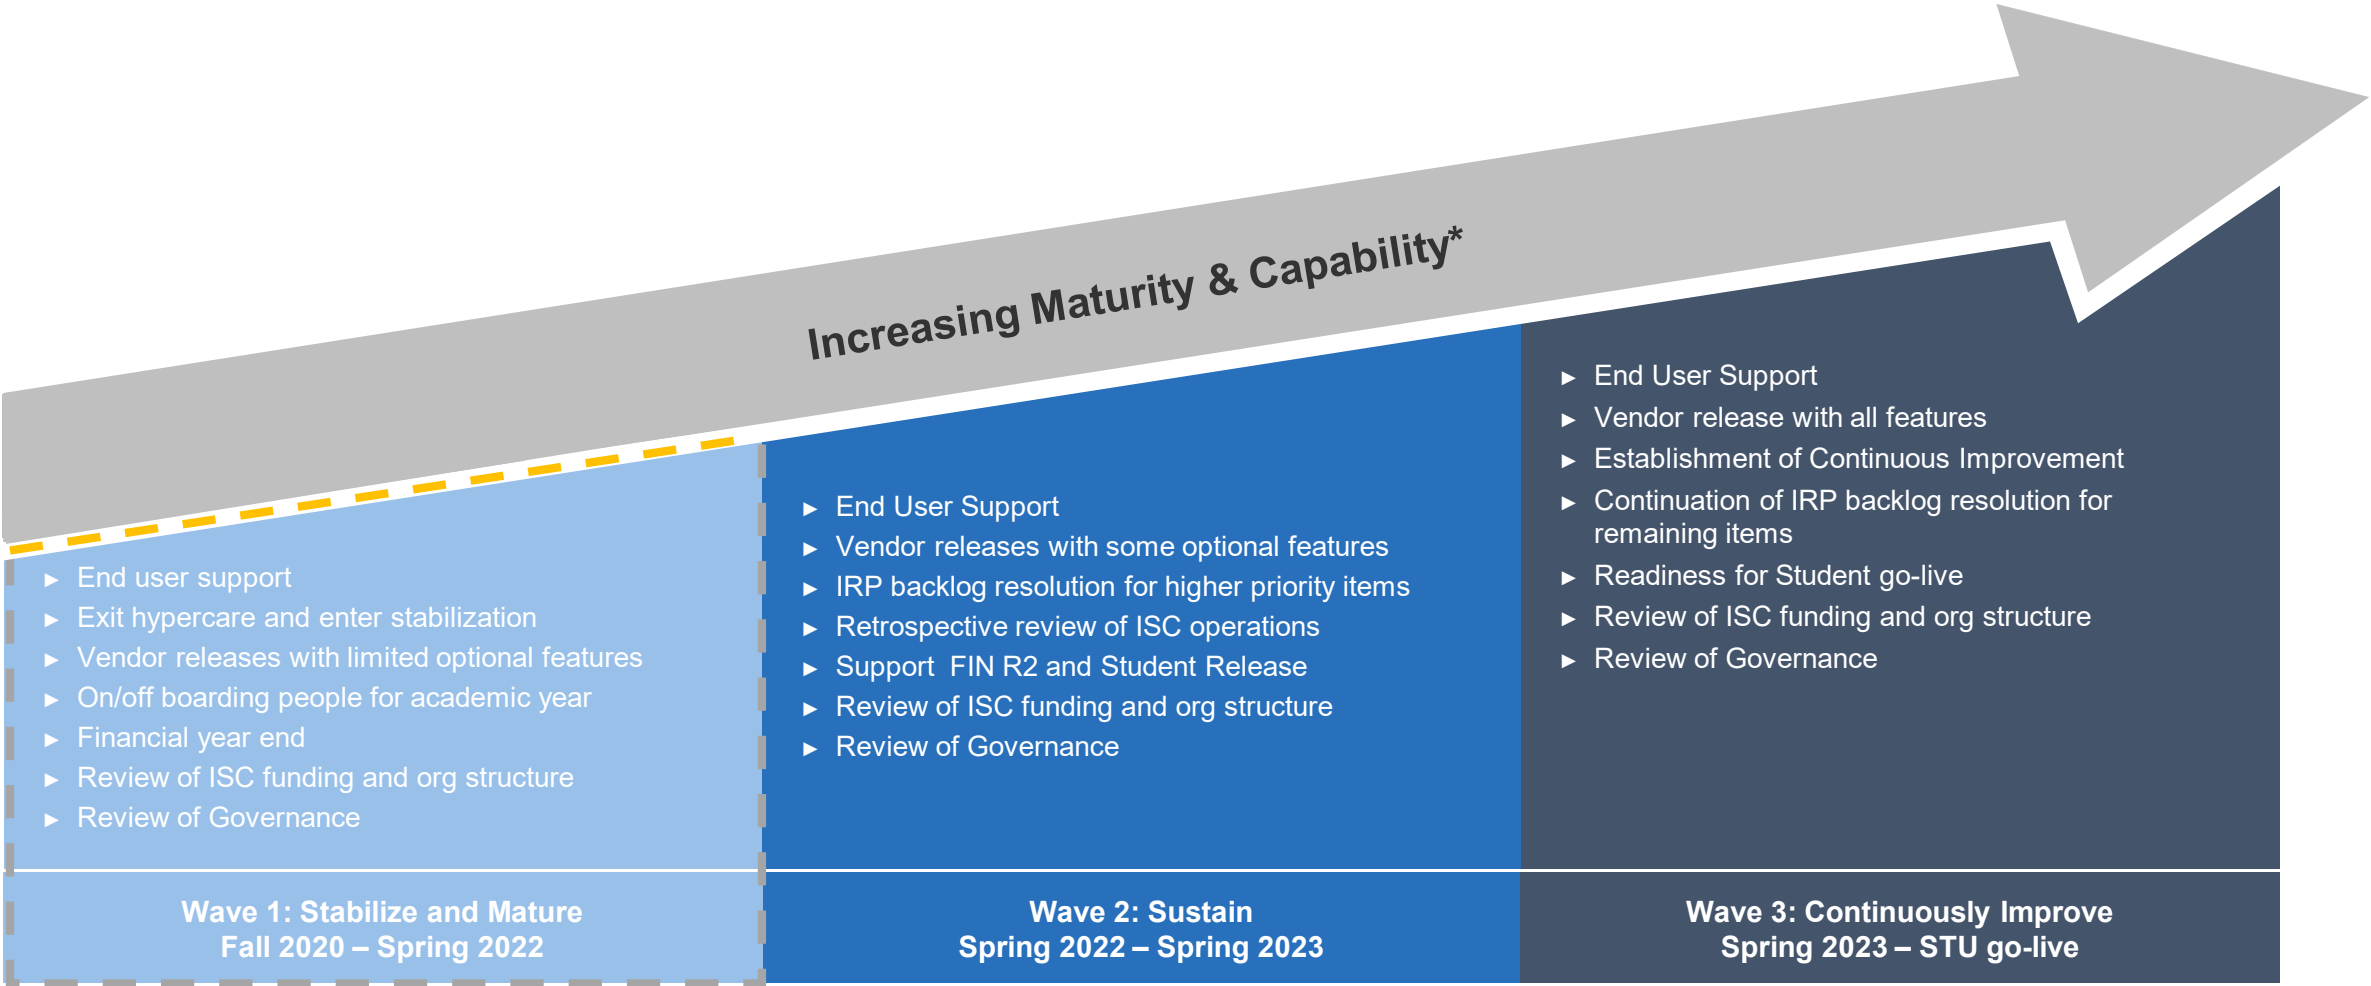 Increasing Maturity & Capability*
► End user support
► Exit hypercare and enter stabilization
► Vendor releases with limited optional features
► On/off boarding people for academic year
► Financial year end
► Review of ISC funding and org structure
► Review of Governance
Wave 1: Stabilize and Mature
Fall 2020 – Spring 2022
► End User Support
► Vendor releases with some optional features
► IRP backlog resolution for higher priority items
► Retrospective review of ISC operations
► Support  FIN R2 and Student Release
► Review of ISC funding and org structure
► Review of Governance
Wave 2: Sustain
Spring 2022 – Spring 2023
► End User Support
► Vendor release with all features
► Establishment of Continuous Improvement
► Continuation of IRP backlog resolution for
remaining items
► Readiness for Student go-live
► Review of ISC funding and org structure
► Review of Governance
Wave 3: Continuously Improve
Spring 2023 – STU go-live